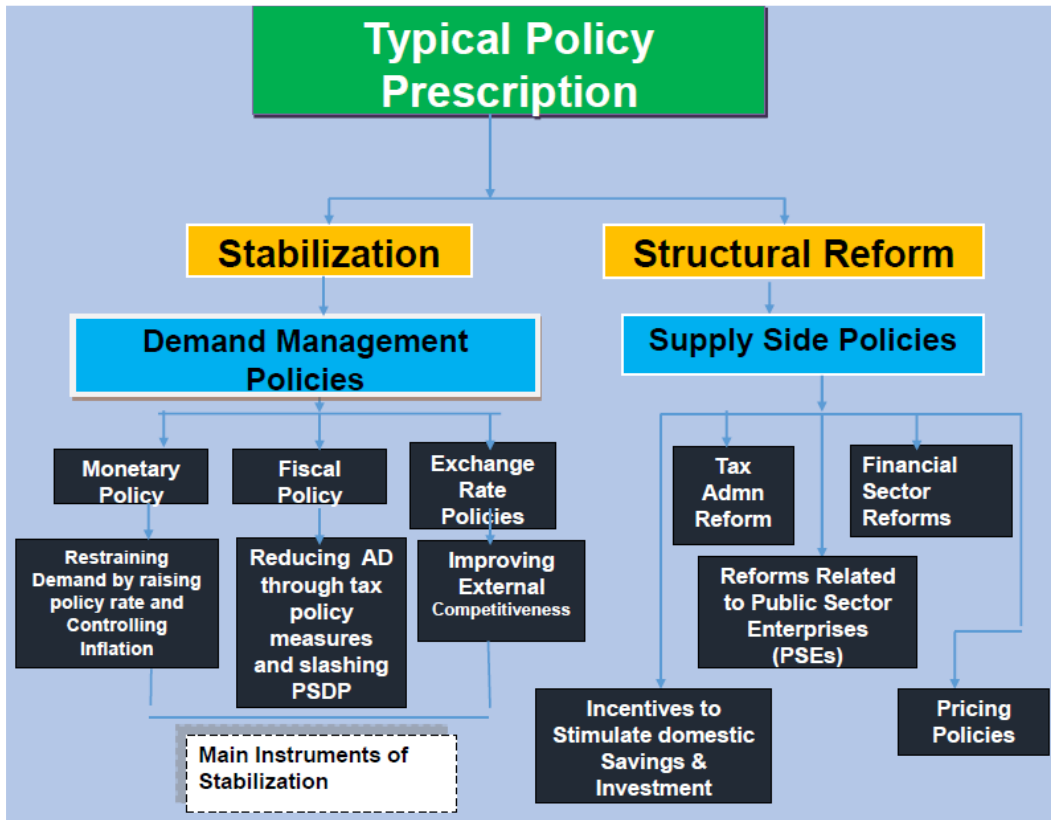 Typical Policy
Prescription
Stabilization
Structural Reform
Demand Management
Policies
Supply Side Policies
Monetary
Policy
Fiscal
Policy
Exchange
Rate
Policies
Tax
Admn
Reform
Financial
Sector
Reforms
Restraining
Demand by raising
policy rate and
Controlling
Inflation
Reducing AD
through tax
policy
measures
and slashing
PSDP
Improving
External
Competitiveness
Reforms Related
to Public Sector
Enterprises
(PSEs)
Incentives to
Stimulate domestic
Savings &
Investment
Pricing
Policies
Main Instruments of
Stabilization